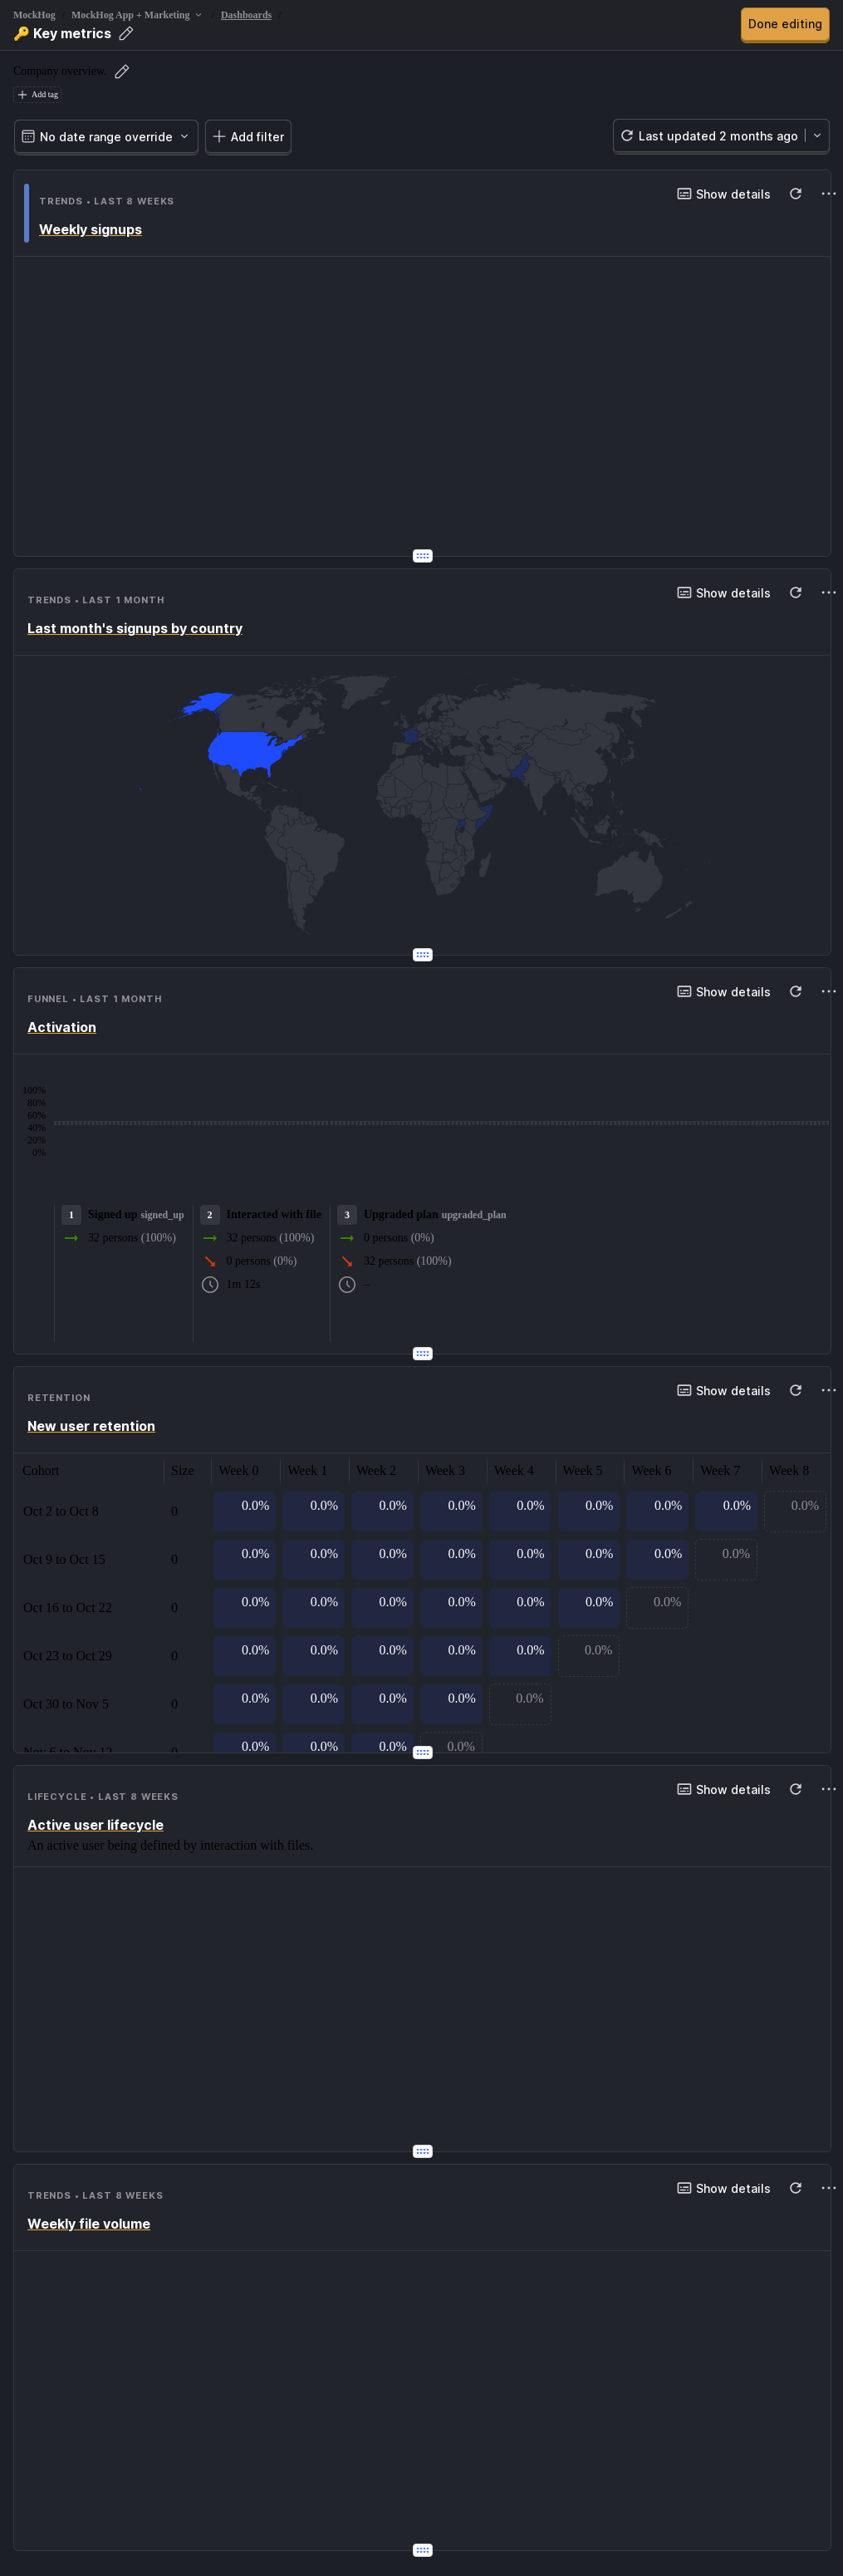 MockHog / MockHog App + Marketing / Dashboards /
🔑 Key metrics
Done editing
Company overview.
Add tag
No date range override
Add filter
Last updated 2 months ago
TRENDS • LAST 8 WEEKS
Show details
Weekly signups
TRENDS • LAST 1 MONTH
Show details
Last month's signups by country
FUNNEL • LAST 1 MONTH
Show details
Activation
100%
80%
60%
40%
20%
0%
1 Signed up signed_up
32 persons (100%)
2 Interacted with file
32 persons (100%)
0 persons (0%)
1m 12s
3 Upgraded plan upgraded_plan
0 persons (0%)
32 persons (100%)
–
RETENTION
Show details
New user retention
Cohort Size Week 0 Week 1 Week 2 Week 3 Week 4 Week 5 Week 6 Week 7 Week 8
Oct 2 to Oct 8 0 0.0% 0.0% 0.0% 0.0% 0.0% 0.0% 0.0% 0.0% 0.0%
Oct 9 to Oct 15 0 0.0% 0.0% 0.0% 0.0% 0.0% 0.0% 0.0% 0.0%
Oct 16 to Oct 22 0 0.0% 0.0% 0.0% 0.0% 0.0% 0.0% 0.0%
Oct 23 to Oct 29 0 0.0% 0.0% 0.0% 0.0% 0.0% 0.0%
Oct 30 to Nov 5 0 0.0% 0.0% 0.0% 0.0% 0.0%
Nov 6 to Nov 12 0 0.0% 0.0% 0.0% 0.0%
LIFECYCLE • LAST 8 WEEKS
Show details
Active user lifecycle
An active user being defined by interaction with files.
TRENDS • LAST 8 WEEKS
Show details
Weekly file volume